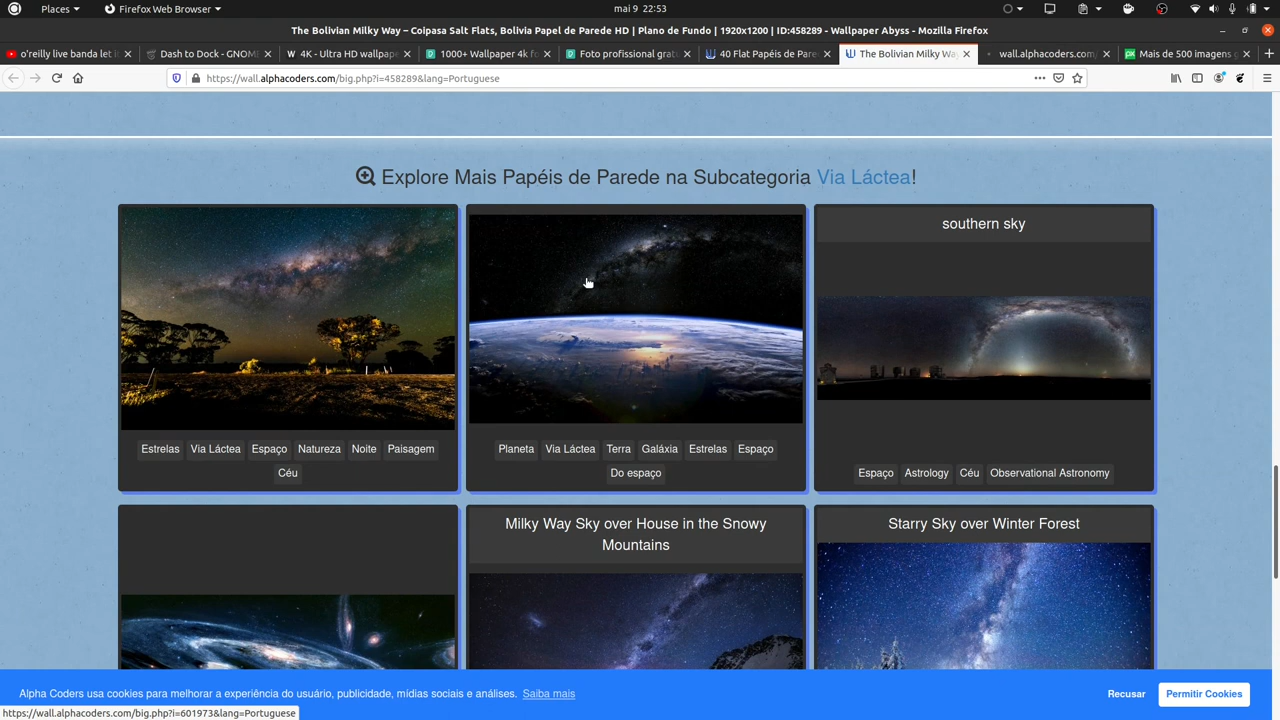 Places
Firefox Web Browser
mai 9 22:53
The Bolivian Milky Way – Coipasa Salt Flats, Bolivia Papel de Parede HD | Plano de Fundo | 1920x1200 | ID:458289 - Wallpaper Abyss - Mozilla Firefox
o'reilly live banda let i
Dash to Dock - GNOM
4K - Ultra HD wallpape
1000+ Wallpaper 4k fo
Foto profissional gratu
40 Flat Papéis de Pare
The Bolivian Milky Way
wall.alphacoders.com/
Mais de 500 imagens g
https://wall.alphacoders.com/big.php?i=458289&lang=Portuguese
Explore Mais Papéis de Parede na Subcategoria Via Láctea!
southern sky
Estrelas Via Láctea Espaço Natureza Noite Paisagem
Céu
Planeta Via Láctea Terra Galáxia Estrelas Espaço
Do espaço
Espaço Astrology Céu Observational Astronomy
Milky Way Sky over House in the Snowy
Mountains
Starry Sky over Winter Forest
Alpha Coders usa cookies para melhorar a experiência do usuário, publicidade, mídias sociais e análises. Saiba mais
Recusar
Permitir Cookies
https://wall.alphacoders.com/big.php?i=601973&lang=Portuguese